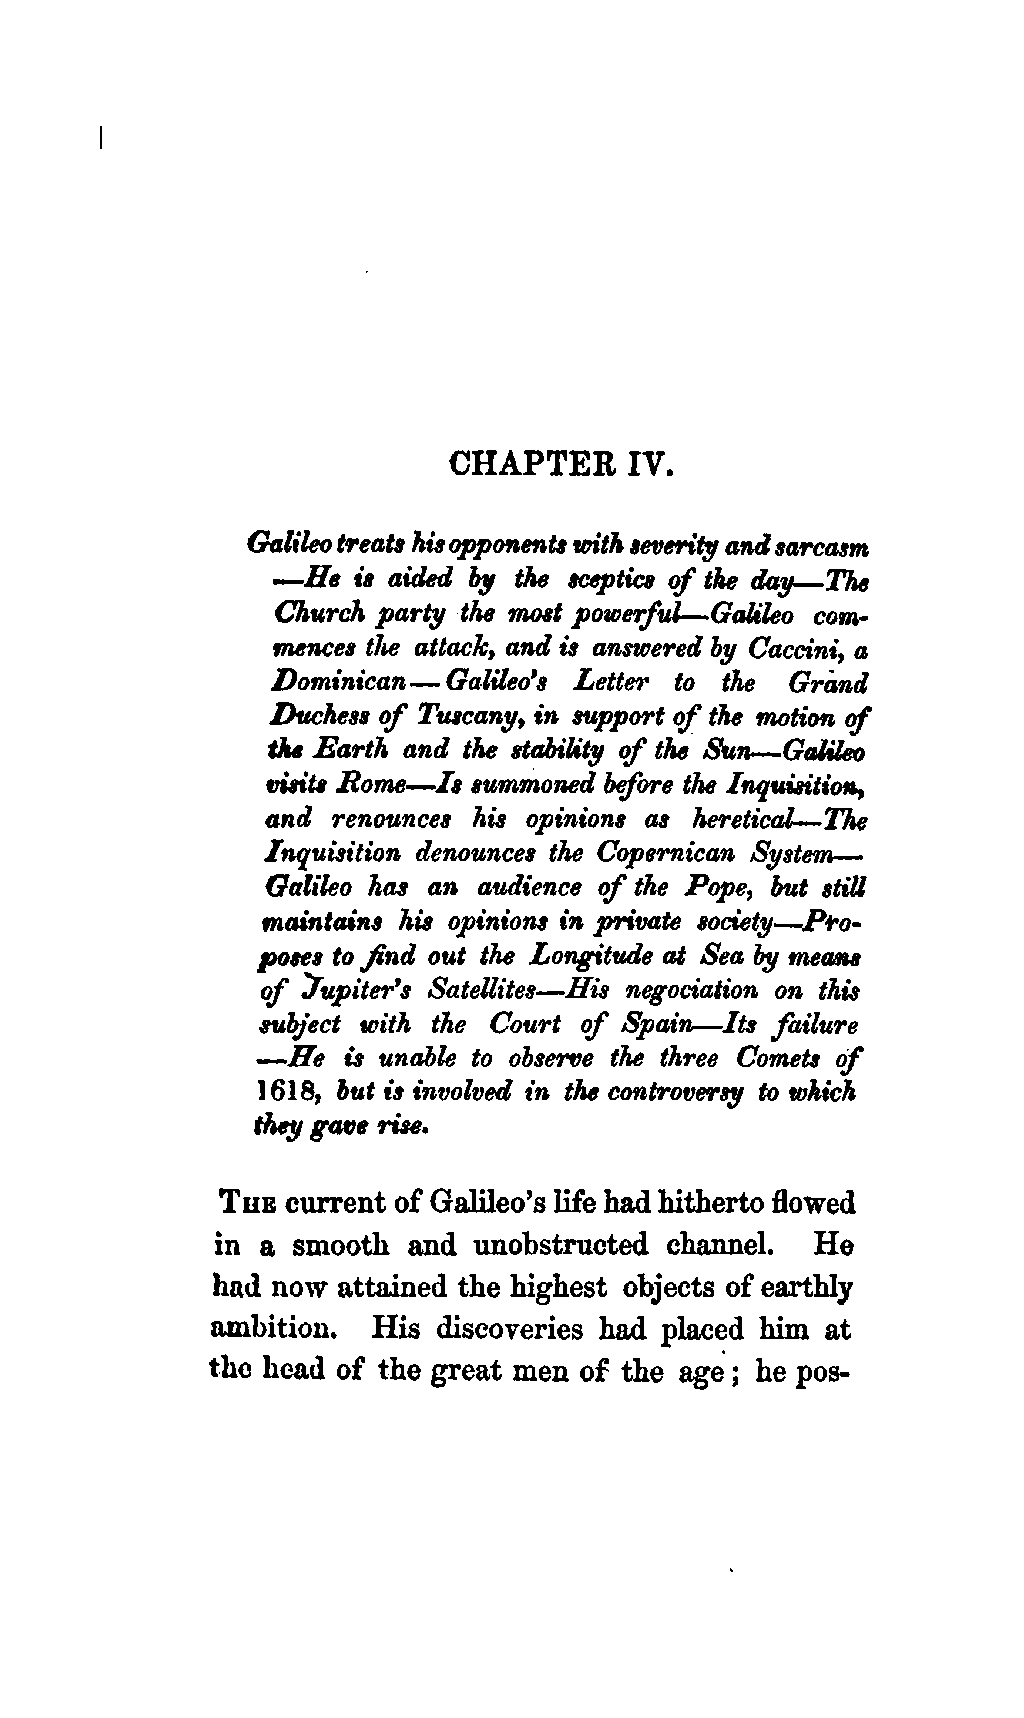 CHAPTER IV.
Galileo treats his opponents with severity and sarcasm
—He is aided by the sceptics of the day—The
Church party the most powerful—Galileo com-
mences the attack, and is answered by Caccini, a
Dominican—Galileo's Letter to the Grand
Duchess of Tuscany, in support of the motion of
the Earth and the stability of the Sun—Galileo
visits Rome—Is summoned before the Inquisition,
and renounces his opinions as heretical—The
Inquisition denounces the Copernican System—
Galileo has an audience of the Pope, but still
maintains his opinions in private society—Pro-
poses to find out the Longitude at Sea by means
of Jupiter's Satellites—His negociation on this
subject with the Court of Spain—Its failure
—He is unable to observe the three Comets of
1618, but is involved in the controversy to which
they gave rise.
THE current of Galileo's life had hitherto flowed
in a smooth and unobstructed channel. He
had now attained the highest objects of earthly
ambition. His discoveries had placed him at
the head of the great men of the age; he pos-